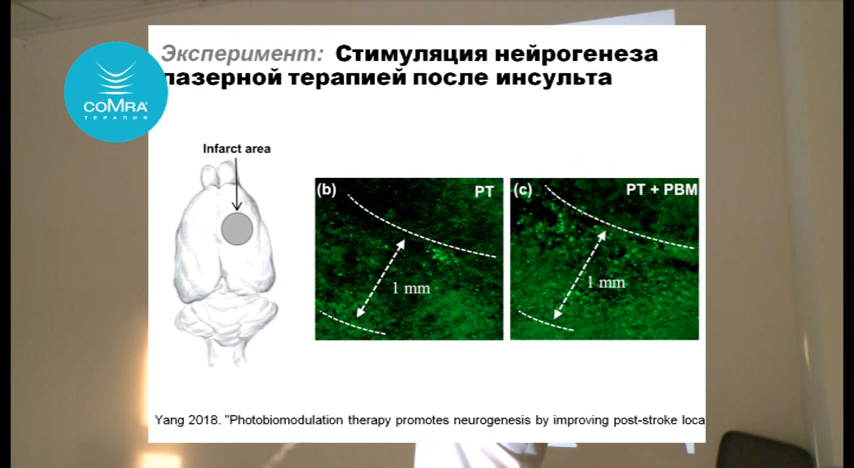 Эксперимент: Стимуляция нейрогенеза
лазерной терапией после инсульта
coMra®
ТЕРАПИЯ
Infarct area
(b) PT
(c) PT + PBM
1 mm
1 mm
Yang 2018. "Photobiomodulation therapy promotes neurogenesis by improving post-stroke loca